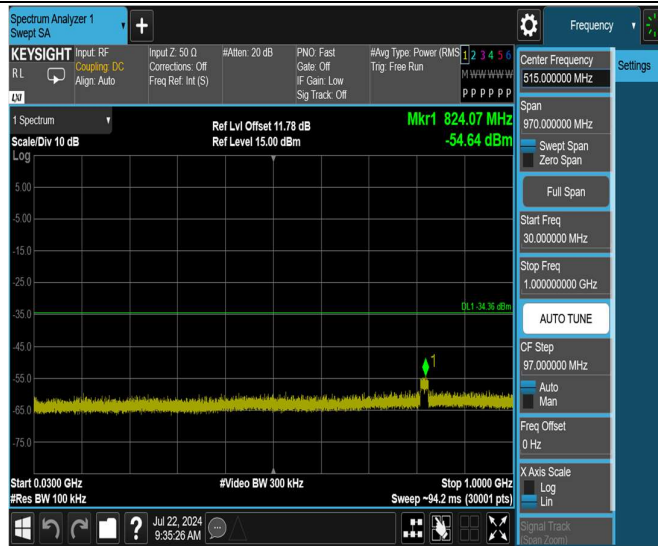 Spectrum Analyzer 1
Swept SA
Frequency
KEYSIGHT
RL
LXI
Input: RF
Coupling: DC
Align: Auto
Input Z: 50 Ω
Corrections: Off
Freq Ref: Int (S)
#Atten: 20 dB
PNO: Fast
Gate: Off
IF Gain: Low
Sig Track: Off
#Avg Type: Power (RMS
Trig: Free Run
1 2 3 4 5 6
M W W W W W
P P P P P P
1 Spectrum
Scale/Div 10 dB
Log
Ref Lvl Offset 11.78 dB
Ref Level 15.00 dBm
Mkr1 824.07 MHz
-54.64 dBm
5.00
-5.00
-15.0
-25.0
-35.0
-45.0
-55.0
-65.0
-75.0
DL1 -34.36 dBm
1
Start 0.0300 GHz
#Res BW 100 kHz
#Video BW 300 kHz
Stop 1.0000 GHz
Sweep ~94.2 ms (30001 pts)
Jul 22, 2024
9:35:26 AM
Center Frequency
515.000000 MHz
Settings
Span
970.000000 MHz
Swept Span
Zero Span
Full Span
Start Freq
30.000000 MHz
Stop Freq
1.000000000 GHz
AUTO TUNE
CF Step
97.000000 MHz
Auto
Man
Freq Offset
0 Hz
X Axis Scale
Log
Lin
Signal Track
(Span Zoom)